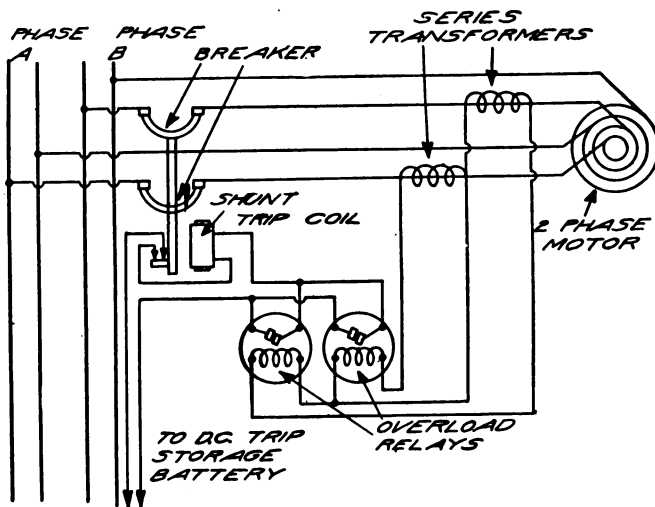 PHASE
A
PHASE
B
BREAKER
SERIES
TRANSFORMERS
SHUNT
TRIP COIL
2 PHASE
MOTOR
OVERLOAD
RELAYS
TO D.C. TRIP
STORAGE
BATTERY